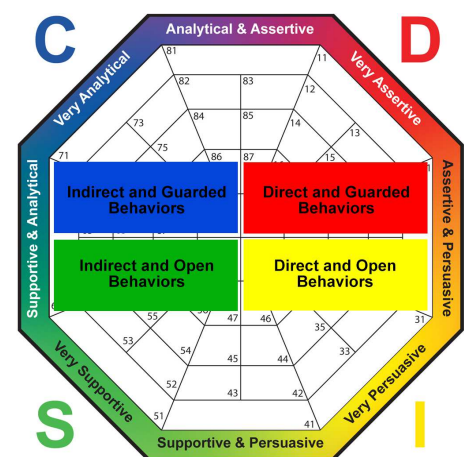 C
D
Analytical & Assertive
Very Analytical
Very Assertive
81
11
82
83
12
84
85
14
13
73
75
86
87
15
71
Supportive & Analytical
Assertive & Persuasive
Indirect and Guarded
Behaviors
Direct and Guarded
Behaviors
Indirect and Open
Behaviors
Direct and Open
Behaviors
31
47
46
55
35
53
54
45
44
33
52
43
42
51
41
Very Supportive
Very Persuasive
Supportive & Persuasive
S
I